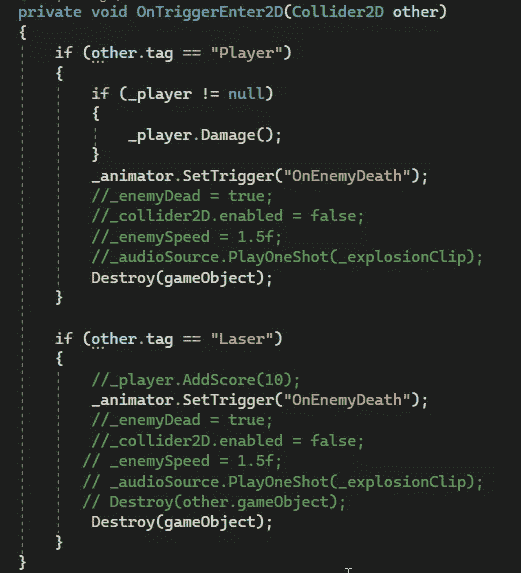 private void OnTriggerEnter2D(Collider2D other)
{
    if (other.tag == "Player")
    {
        if (_player != null)
        {
            _player.Damage();
        }
        _animator.SetTrigger("OnEnemyDeath");
        //_enemyDead = true;
        //_collider2D.enabled = false;
        //_enemySpeed = 1.5f;
        //_audioSource.PlayOneShot(_explosionClip);
        Destroy(gameObject);
    }

    if (other.tag == "Laser")
    {
        //_player.AddScore(10);
        _animator.SetTrigger("OnEnemyDeath");
        //_enemyDead = true;
        //_collider2D.enabled = false;
       // _enemySpeed = 1.5f;
       // _audioSource.PlayOneShot(_explosionClip);
       // Destroy(other.gameObject);
        Destroy(gameObject);
    }
}